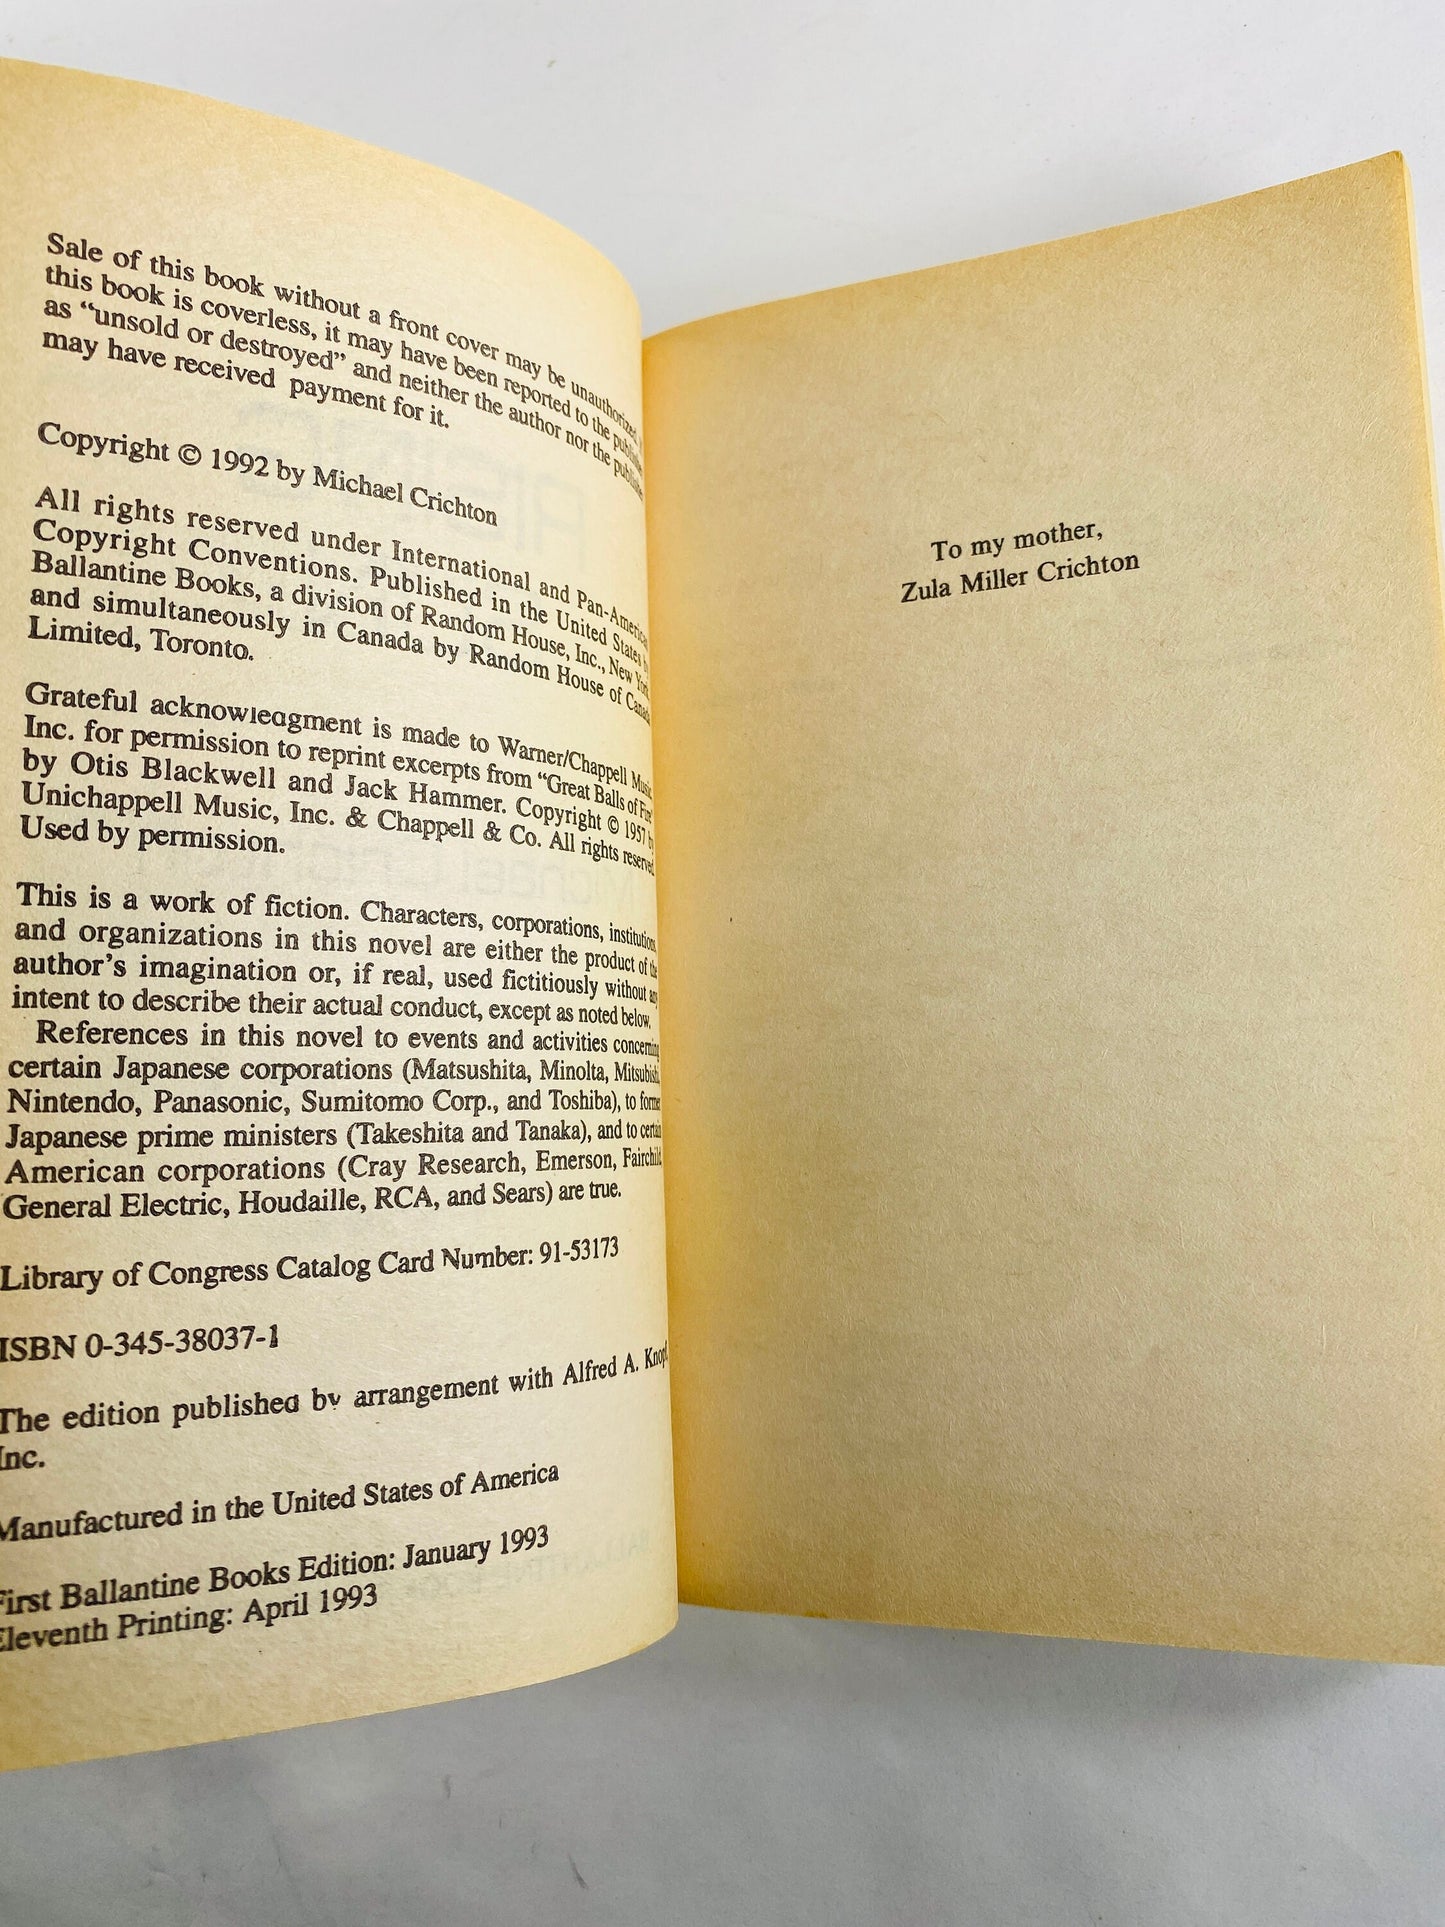 Sale of this book without a front cover may be unauthorized. If
this book is coverless, it may have been reported to the publisher
as “unsold or destroyed” and neither the author nor the publisher
may have received payment for it.
Copyright © 1992 by Michael Crichton
All rights reserved under International and Pan-American
Copyright Conventions. Published in the United States by
Ballantine Books, a division of Random House, Inc., New York,
and simultaneously in Canada by Random House of Canada
Limited, Toronto.
Grateful acknowledgment is made to Warner/Chappell Music,
Inc. for permission to reprint excerpts from “Great Balls of Fire”
by Otis Blackwell and Jack Hammer. Copyright © 1957 by
Unichappell Music, Inc. & Chappell & Co. All rights reserved.
Used by permission.
This is a work of fiction. Characters, corporations, institutions,
and organizations in this novel are either the product of the
author’s imagination or, if real, used fictitiously without any
intent to describe their actual conduct, except as noted below.
References in this novel to events and activities concerning
certain Japanese corporations (Matsushita, Minolta, Mitsubishi,
Nintendo, Panasonic, Sumitomo Corp., and Toshiba), to former
Japanese prime ministers (Takeshita and Tanaka), and to certain
American corporations (Cray Research, Emerson, Fairchild,
General Electric, Houdaille, RCA, and Sears) are true.
Library of Congress Catalog Card Number: 91-53173
ISBN 0-345-38037-1
The edition published by arrangement with Alfred A. Knopf,
Inc.
Manufactured in the United States of America
First Ballantine Books Edition: January 1993
Eleventh Printing: April 1993
To my mother,
Zula Miller Crichton